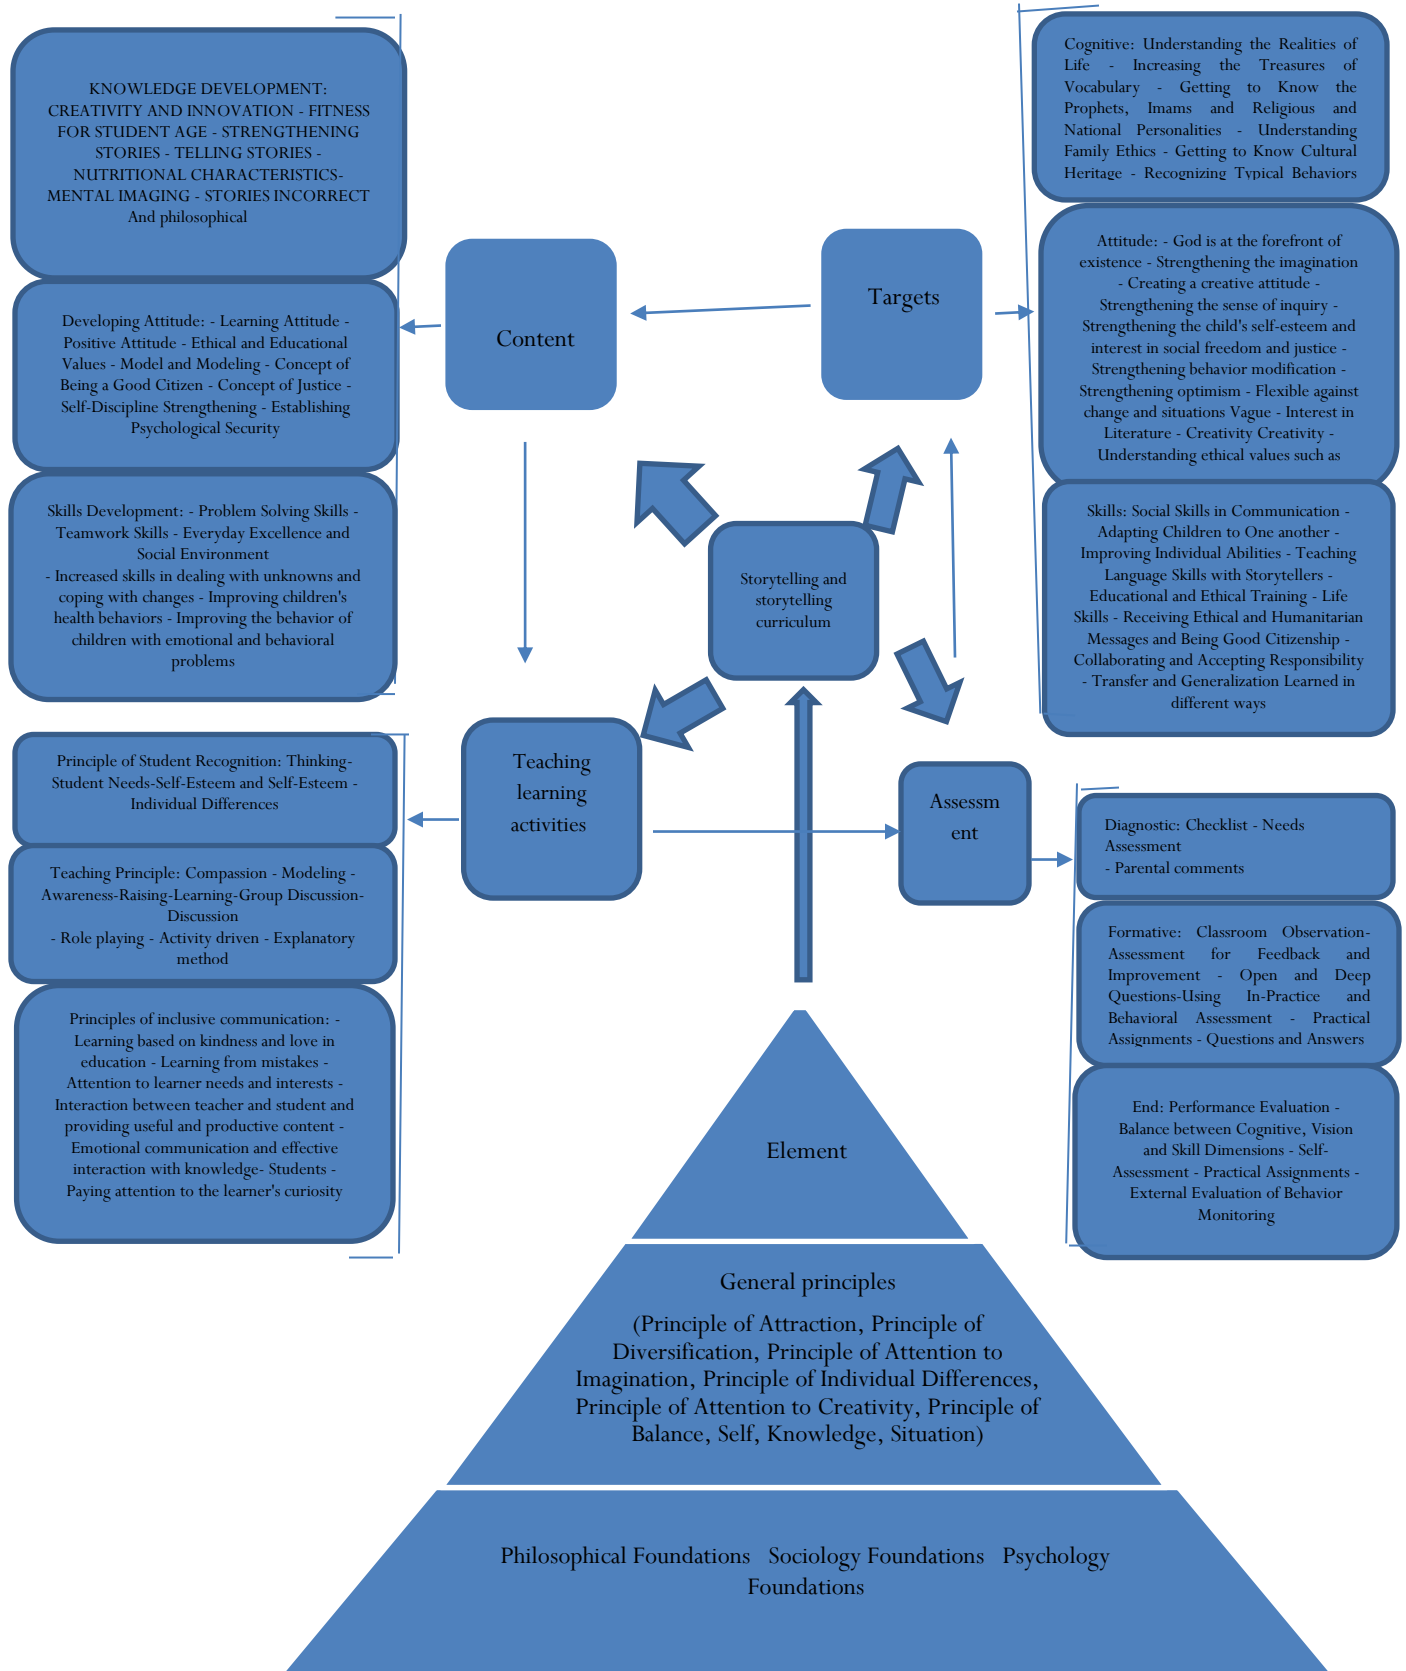 KNOWLEDGE DEVELOPMENT:
CREATIVITY AND INNOVATION - FITNESS
FOR STUDENT AGE - STRENGTHENING
STORIES - TELLING STORIES -
NUTRITIONAL CHARACTERISTICS-
MENTAL IMAGING - STORIES INCORRECT
And philosophical
Developing Attitude: - Learning Attitude -
Positive Attitude - Ethical and Educational
Values - Model and Modeling - Concept of
Being a Good Citizen - Concept of Justice -
Self-Discipline Strengthening - Establishing
Psychological Security
Skills Development: - Problem Solving Skills -
Teamwork Skills - Everyday Excellence and
Social Environment
- Increased skills in dealing with unknowns and
coping with changes - Improving children's
health behaviors - Improving the behavior of
children with emotional and behavioral
problems
Content
Targets
Cognitive: Understanding the Realities of
Life - Increasing the Treasures of
Vocabulary - Getting to Know the
Prophets, Imams and Religious and
National Personalities - Understanding
Family Ethics - Getting to Know Cultural
Heritage - Recognizing Typical Behaviors
Attitude: - God is at the forefront of
existence - Strengthening the imagination
- Creating a creative attitude -
Strengthening the sense of inquiry -
Strengthening the child's self-esteem and
interest in social freedom and justice -
Strengthening behavior modification -
Strengthening optimism - Flexible against
change and situations Vague - Interest in
Literature - Creativity Creativity -
Understanding ethical values such as
Skills: Social Skills in Communication -
Adapting Children to One another -
Improving Individual Abilities - Teaching
Language Skills with Storytellers -
Educational and Ethical Training - Life
Skills - Receiving Ethical and Humanitarian
Messages and Being Good Citizenship -
Collaborating and Accepting Responsibility
- Transfer and Generalization Learned in
different ways
Storytelling and
storytelling
curriculum
Principle of Student Recognition: Thinking-
Student Needs-Self-Esteem and Self-Esteem -
Individual Differences
Teaching Principle: Compassion - Modeling -
Awareness-Raising-Learning-Group Discussion-
Discussion
- Role playing - Activity driven - Explanatory
method
Principles of inclusive communication: -
Learning based on kindness and love in
education - Learning from mistakes -
Attention to learner needs and interests -
Interaction between teacher and student and
providing useful and productive content -
Emotional communication and effective
interaction with knowledge- Students -
Paying attention to the learner's curiosity
Teaching
learning
activities
Assessm
ent
Diagnostic: Checklist - Needs
Assessment
- Parental comments
Formative: Classroom Observation-
Assessment for Feedback and
Improvement - Open and Deep
Questions-Using In-Practice and
Behavioral Assessment - Practical
Assignments - Questions and Answers
End: Performance Evaluation -
Balance between Cognitive, Vision
and Skill Dimensions - Self-
Assessment - Practical Assignments -
External Evaluation of Behavior
Monitoring
Element
General principles
(Principle of Attraction, Principle of
Diversification, Principle of Attention to
Imagination, Principle of Individual Differences,
Principle of Attention to Creativity, Principle of
Balance, Self, Knowledge, Situation)
Philosophical Foundations Sociology Foundations Psychology
Foundations